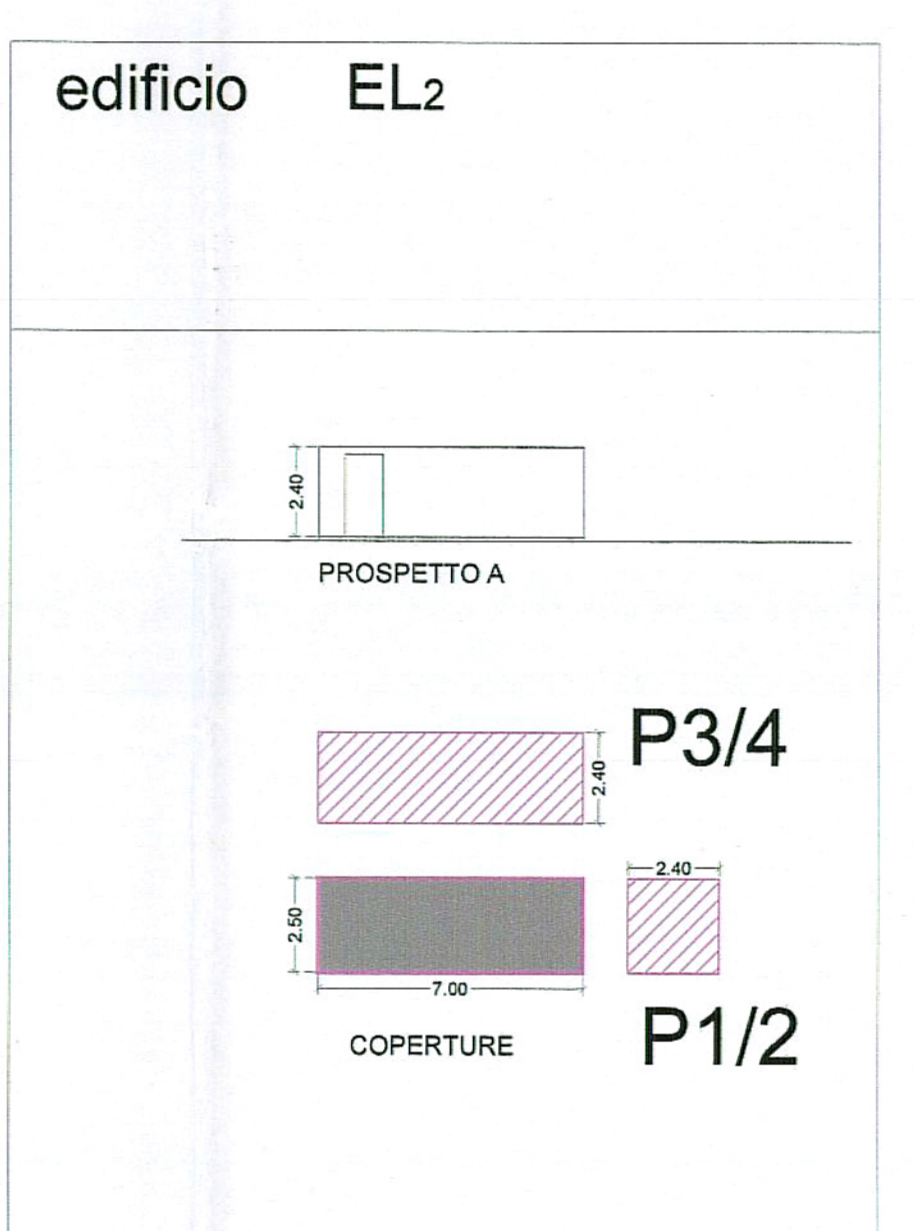 edificio EL2
2.40
PROSPETTO A
P3/4
2.40
2.40
2.50
7.00
COPERTURE
P1/2